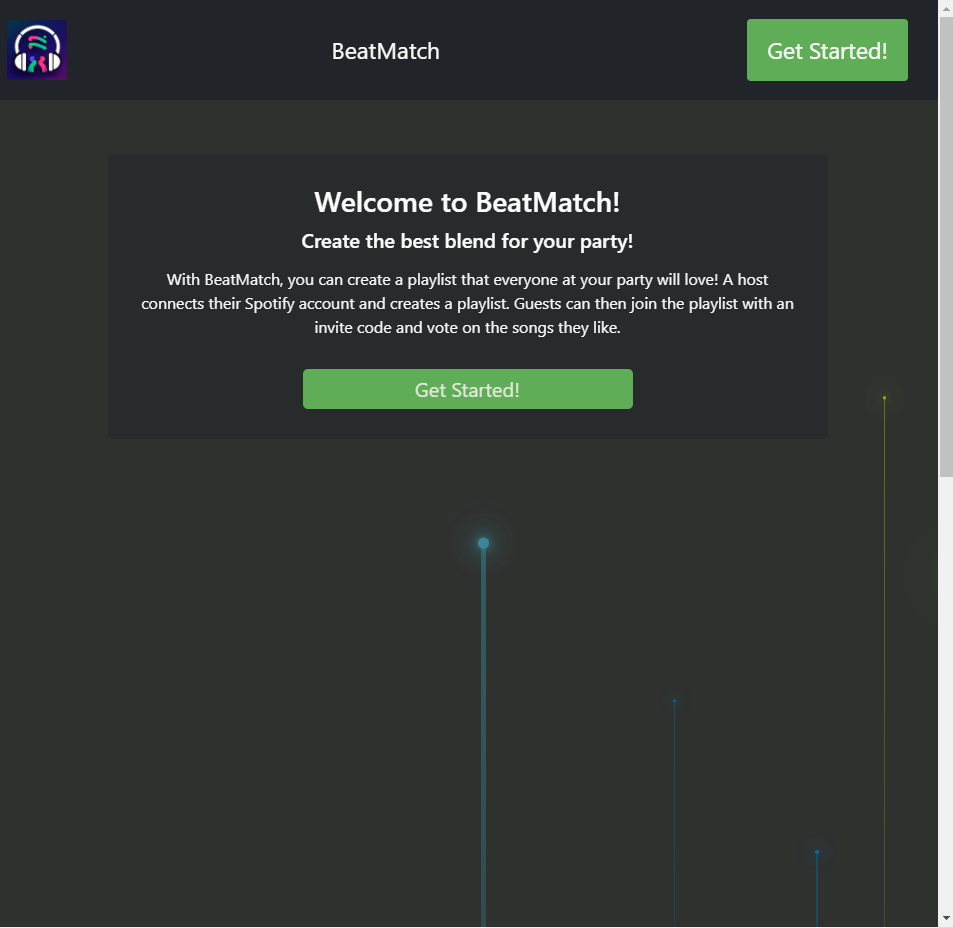 BeatMatch
Get Started!
Welcome to BeatMatch!
Create the best blend for your party!
With BeatMatch, you can create a playlist that everyone at your party will love! A host
connects their Spotify account and creates a playlist. Guests can then join the playlist with an
invite code and vote on the songs they like.
Get Started!